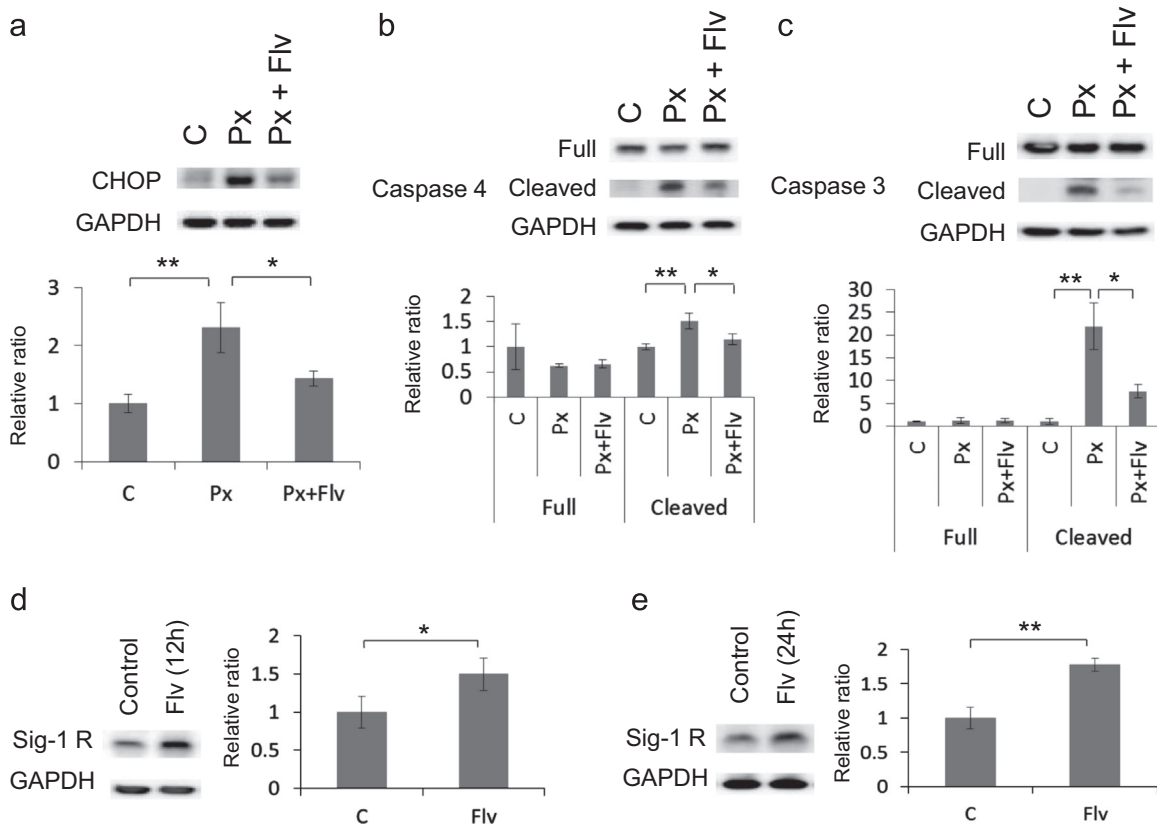 a
C
Px
Px + Flv
CHOP
GAPDH
**
*
Relative ratio
3
2
1
0
C
Px
Px+Flv
b
C
Px
Px + Flv
Full
Caspase 4
Cleaved
GAPDH
**
*
Relative ratio
2
1.5
1
0.5
0
C
Px
Px+Flv
C
Px
Px+Flv
Full
Cleaved
c
C
Px
Px + Flv
Full
Caspase 3
Cleaved
GAPDH
**
*
Relative ratio
30
25
20
15
10
5
0
C
Px
Px+Flv
C
Px
Px+Flv
Full
Cleaved
d
Control
Flv (12h)
Sig-1 R
GAPDH
*
Relative ratio
2
1.5
1
0.5
0
C
Flv
e
Control
Flv (24h)
Sig-1 R
GAPDH
**
Relative ratio
2
1.5
1
0.5
0
C
Flv